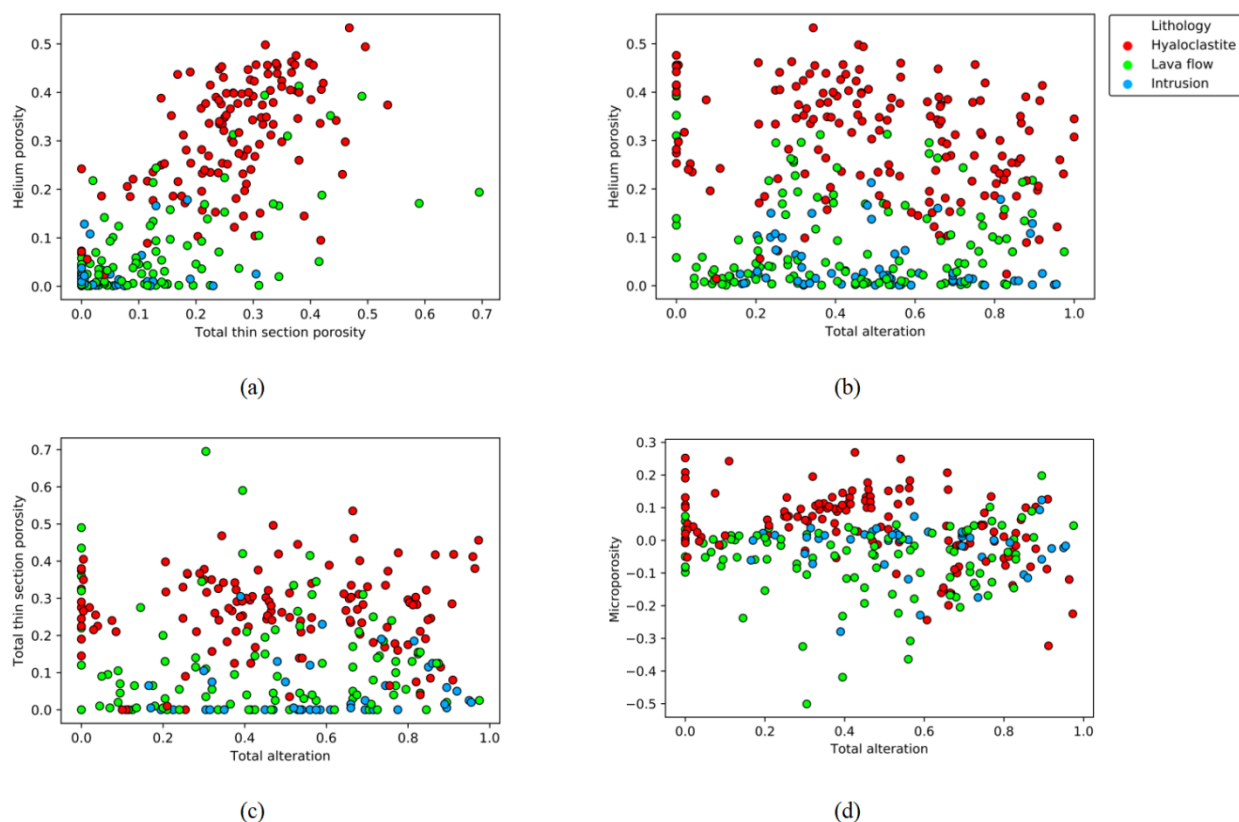 Helium porosity
0.5
0.4
0.3
0.2
0.1
0.0
0.0 0.1 0.2 0.3 0.4 0.5 0.6 0.7
Total thin section porosity
(a)
Helium porosity
0.5
0.4
0.3
0.2
0.1
0.0
0.0 0.2 0.4 0.6 0.8 1.0
Total alteration
(b)
Lithology
Hyaloclastite
Lava flow
Intrusion
Total thin section porosity
0.7
0.6
0.5
0.4
0.3
0.2
0.1
0.0
0.0 0.2 0.4 0.6 0.8 1.0
Total alteration
(c)
Microporosity
0.3
0.2
0.1
0.0
−0.1
−0.2
−0.3
−0.4
−0.5
0.0 0.2 0.4 0.6 0.8 1.0
Total alteration
(d)